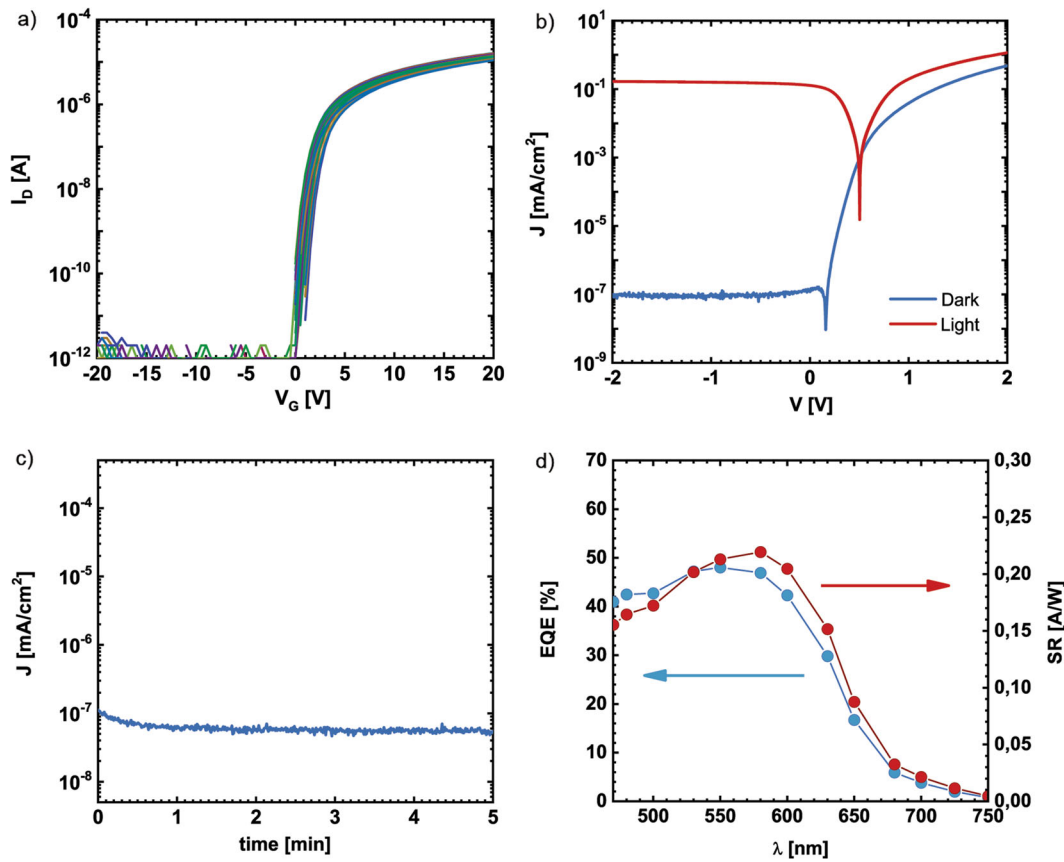 a)
10^-4
10^-6
10^-8
10^-10
10^-12
I_D [A]
-20 -15 -10 -5 0 5 10 15 20
V_G [V]
b)
10^1
10^-1
10^-3
10^-5
10^-7
10^-9
J [mA/cm^2]
Dark
Light
-2 -1 0 1 2
V [V]
c)
10^-4
10^-5
10^-6
10^-7
10^-8
J [mA/cm^2]
0 1 2 3 4 5
time [min]
d)
70
60
50
40
30
20
10
0
EQE [%]
0,30
0,25
0,20
0,15
0,10
0,05
0,00
SR [A/W]
500 550 600 650 700 750
λ [nm]